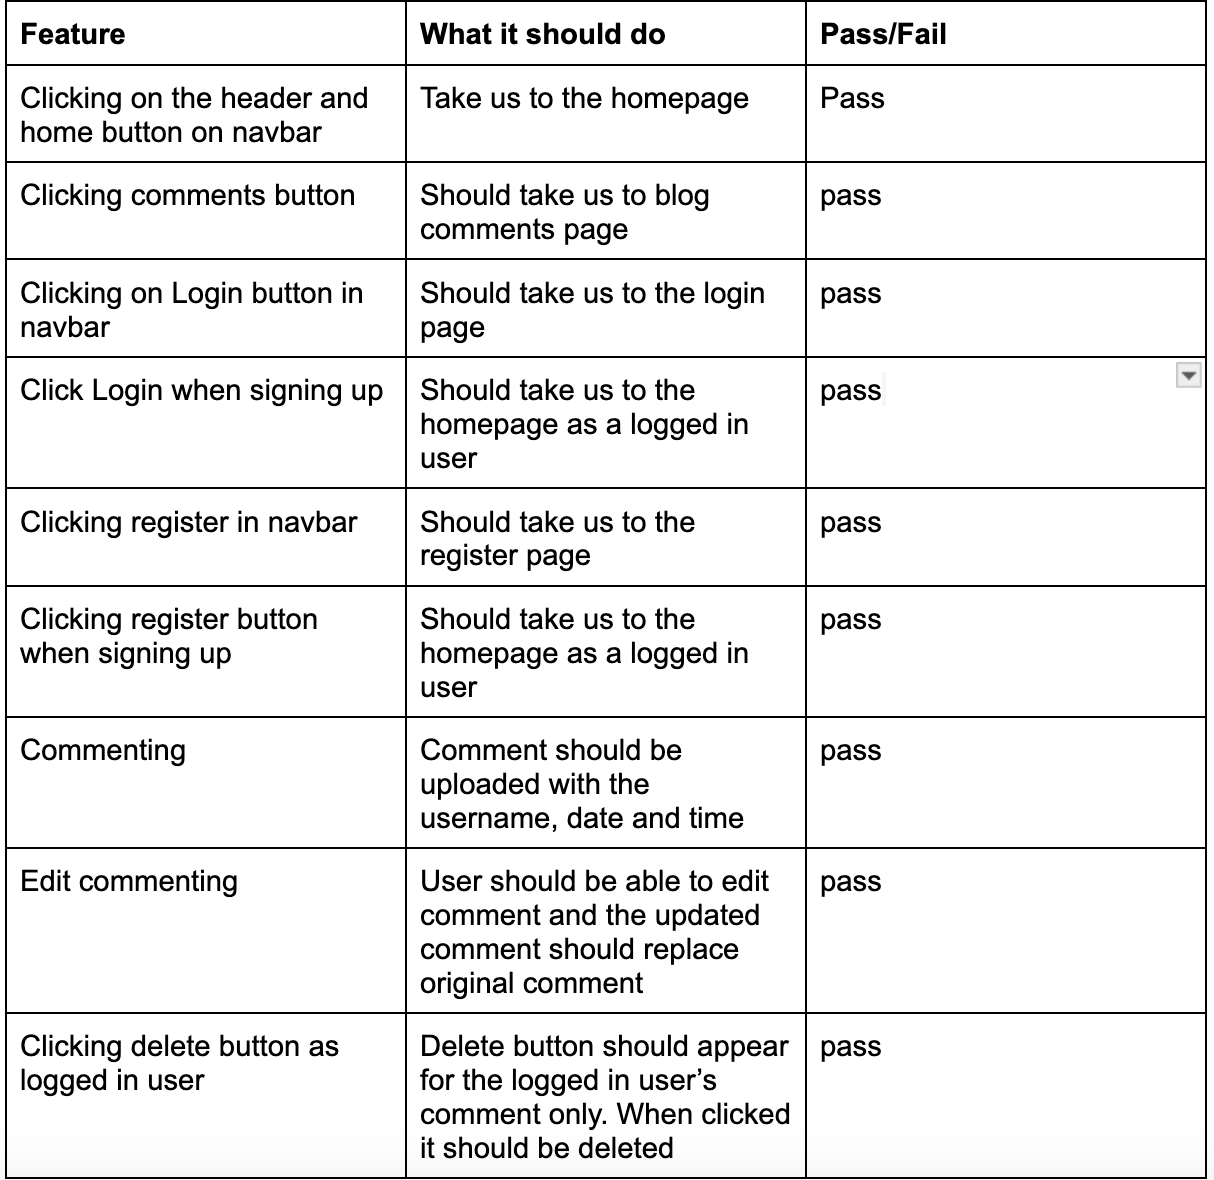 Feature
What it should do
Pass/Fail
Clicking on the header and
home button on navbar
Take us to the homepage
Pass
Clicking comments button
Should take us to blog
comments page
pass
Clicking on Login button in
navbar
Should take us to the login
page
pass
Click Login when signing up
Should take us to the
homepage as a logged in
user
pass
Clicking register in navbar
Should take us to the
register page
pass
Clicking register button
when signing up
Should take us to the
homepage as a logged in
user
pass
Commenting
Comment should be
uploaded with the
username, date and time
pass
Edit commenting
User should be able to edit
comment and the updated
comment should replace
original comment
pass
Clicking delete button as
logged in user
Delete button should appear
for the logged in user’s
comment only. When clicked
it should be deleted
pass